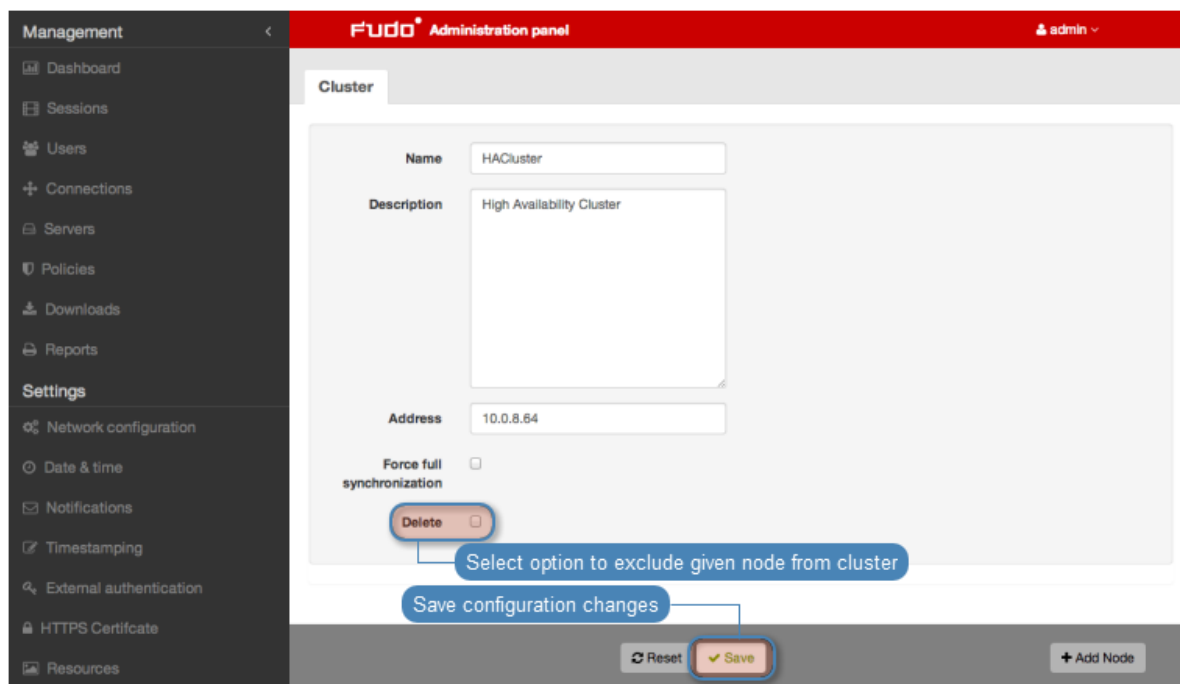 Management
FUDO Administration panel
admin
Dashboard
Sessions
Users
Connections
Servers
Policies
Downloads
Reports
Settings
Network configuration
Date & time
Notifications
Timestamping
External authentication
HTTPS Certifcate
Resources
Cluster
Name
HACluster
Description
High Availability Cluster
Address
10.0.8.64
Force full
synchronization
Delete
Select option to exclude given node from cluster
Save configuration changes
Reset
Save
Add Node